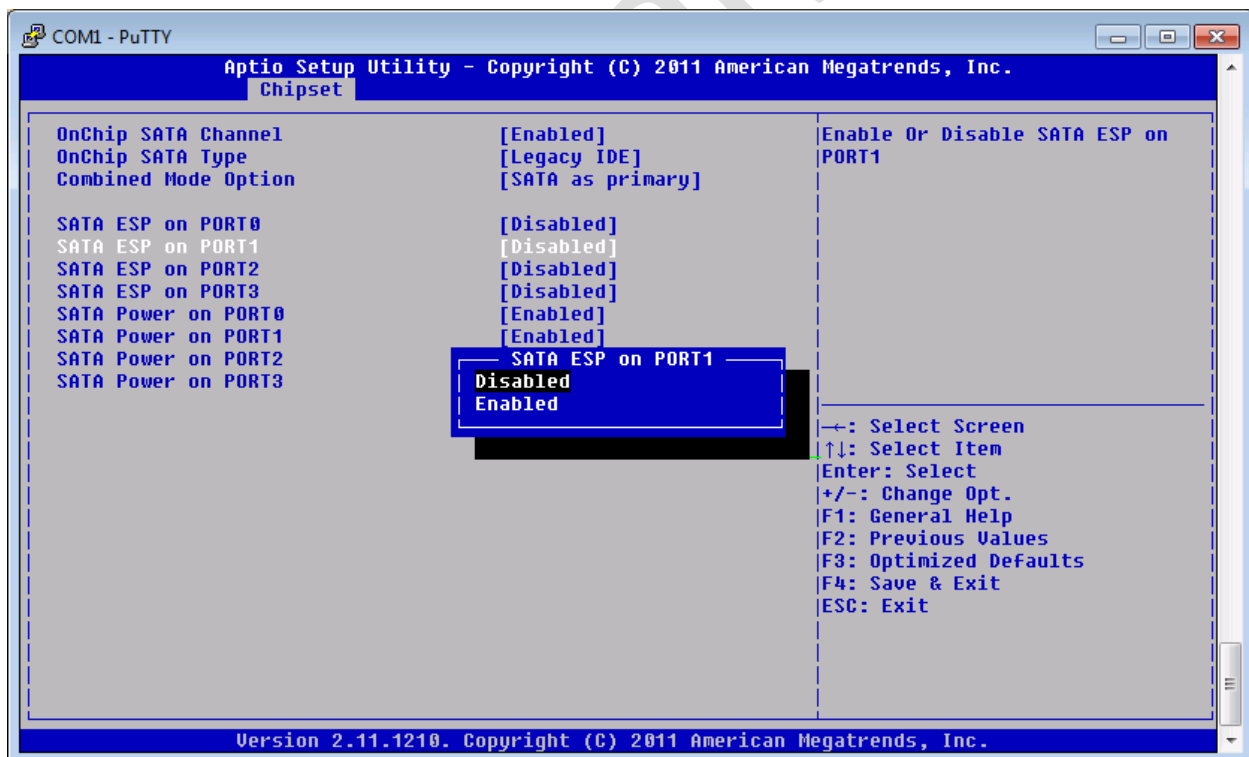 COM1 - PuTTY
Aptio Setup Utility - Copyright (C) 2011 American Megatrends, Inc.
Chipset
OnChip SATA Channel [Enabled]
OnChip SATA Type [Legacy IDE]
Combined Mode Option [SATA as primary]
SATA ESP on PORT0 [Disabled]
SATA ESP on PORT1 [Disabled]
SATA ESP on PORT2 [Disabled]
SATA ESP on PORT3 [Disabled]
SATA Power on PORT0 [Enabled]
SATA Power on PORT1 [Enabled]
SATA Power on PORT2
SATA Power on PORT3
SATA ESP on PORT1
Disabled
Enabled
Enable Or Disable SATA ESP on
PORT1
→←: Select Screen
↑↓: Select Item
Enter: Select
+/-: Change Opt.
F1: General Help
F2: Previous Values
F3: Optimized Defaults
F4: Save & Exit
ESC: Exit
Version 2.11.1210. Copyright (C) 2011 American Megatrends, Inc.